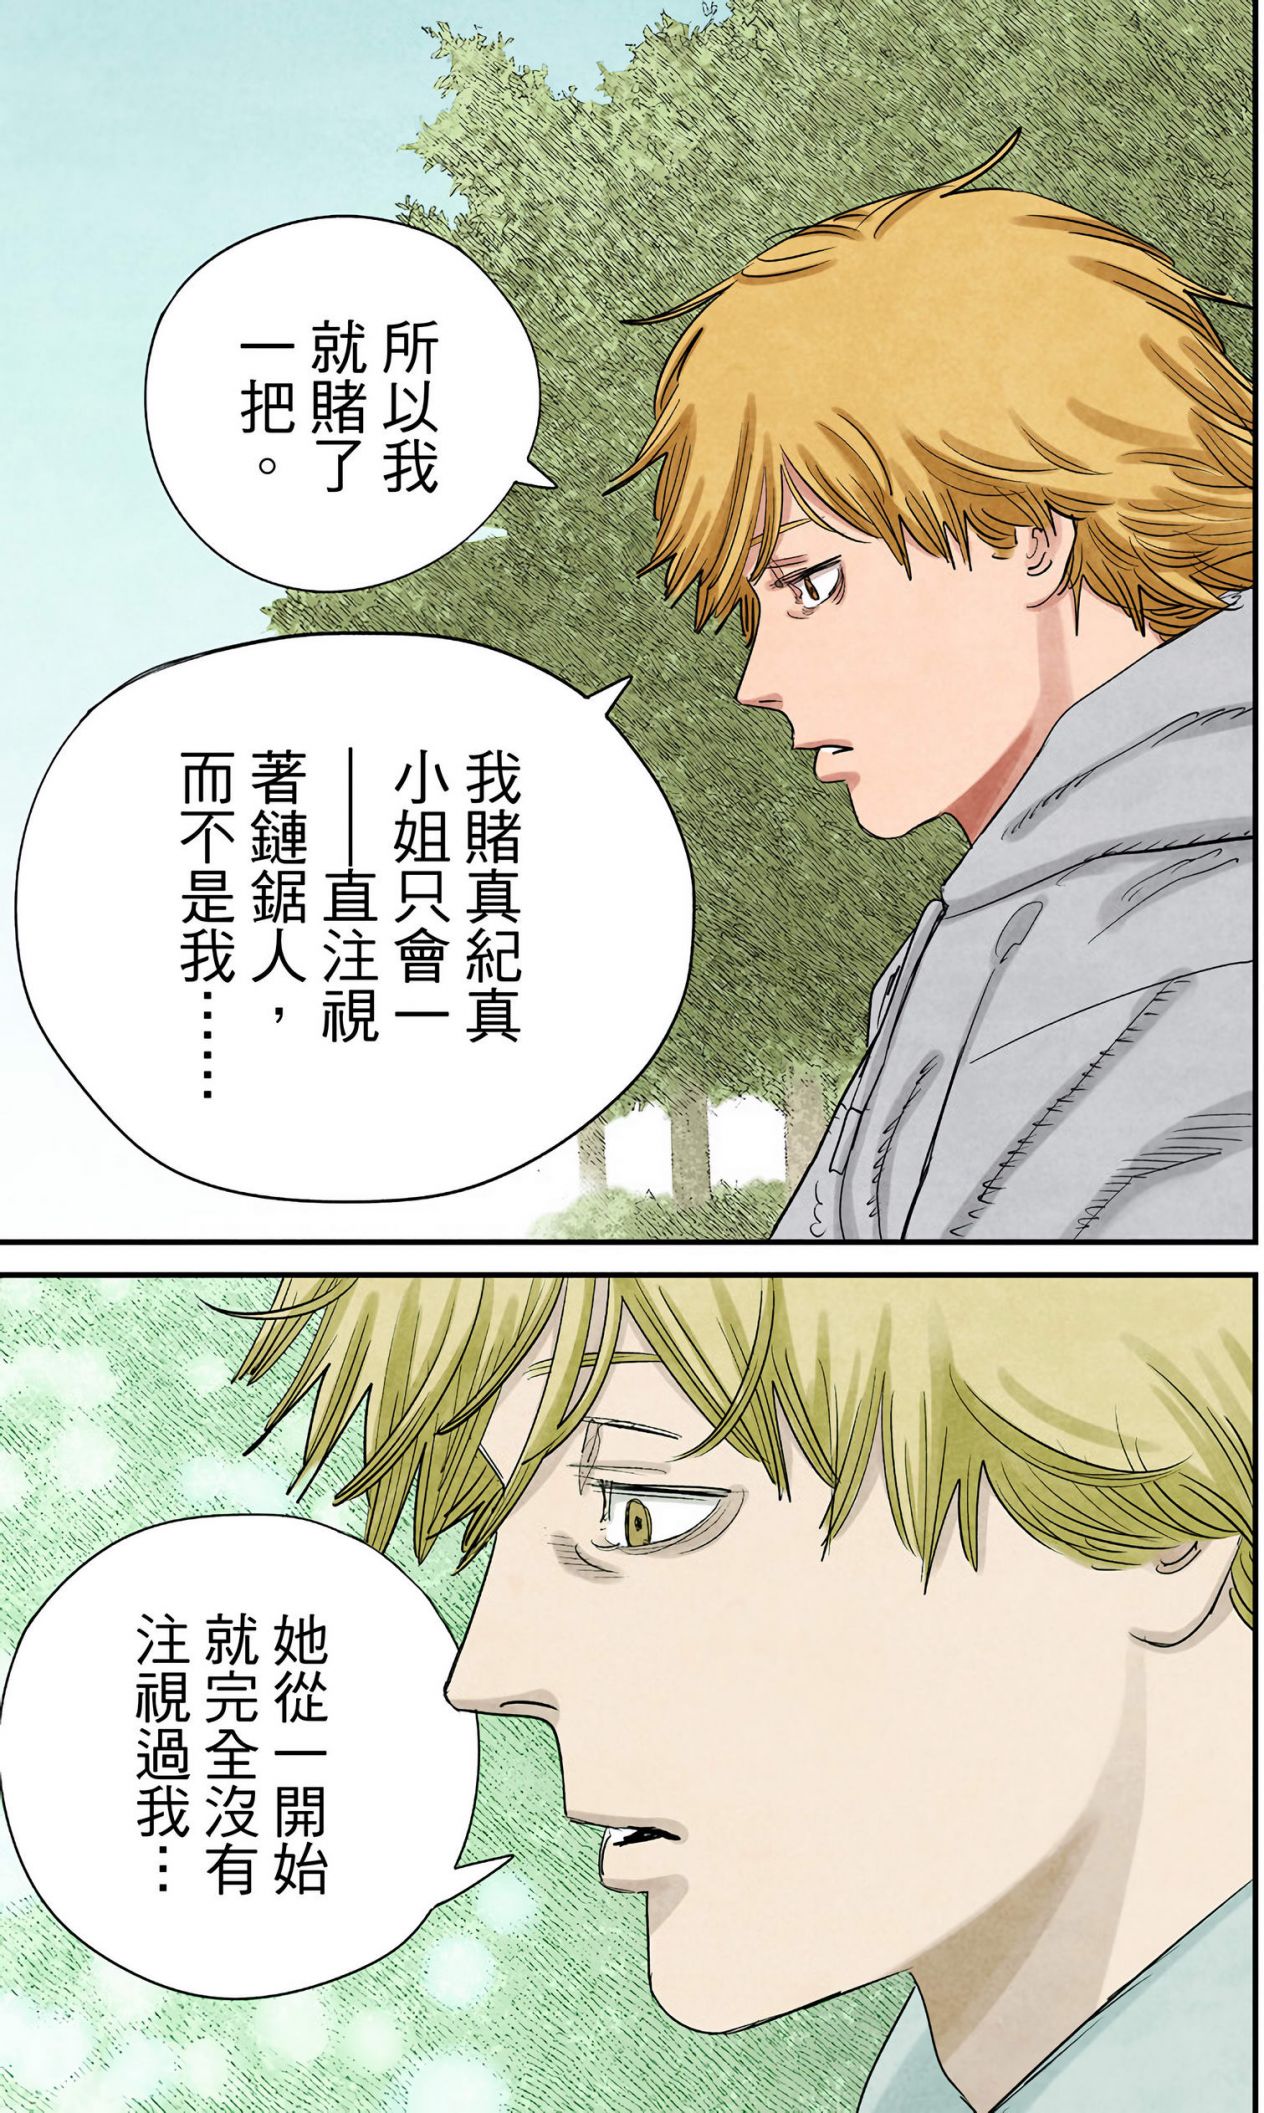 所以我
就賭了
一把。
我賭真紀真
小姐只會一
──直注視
著鏈鋸人，
而不是我……
她從一開始
就完全沒有
注視過我…